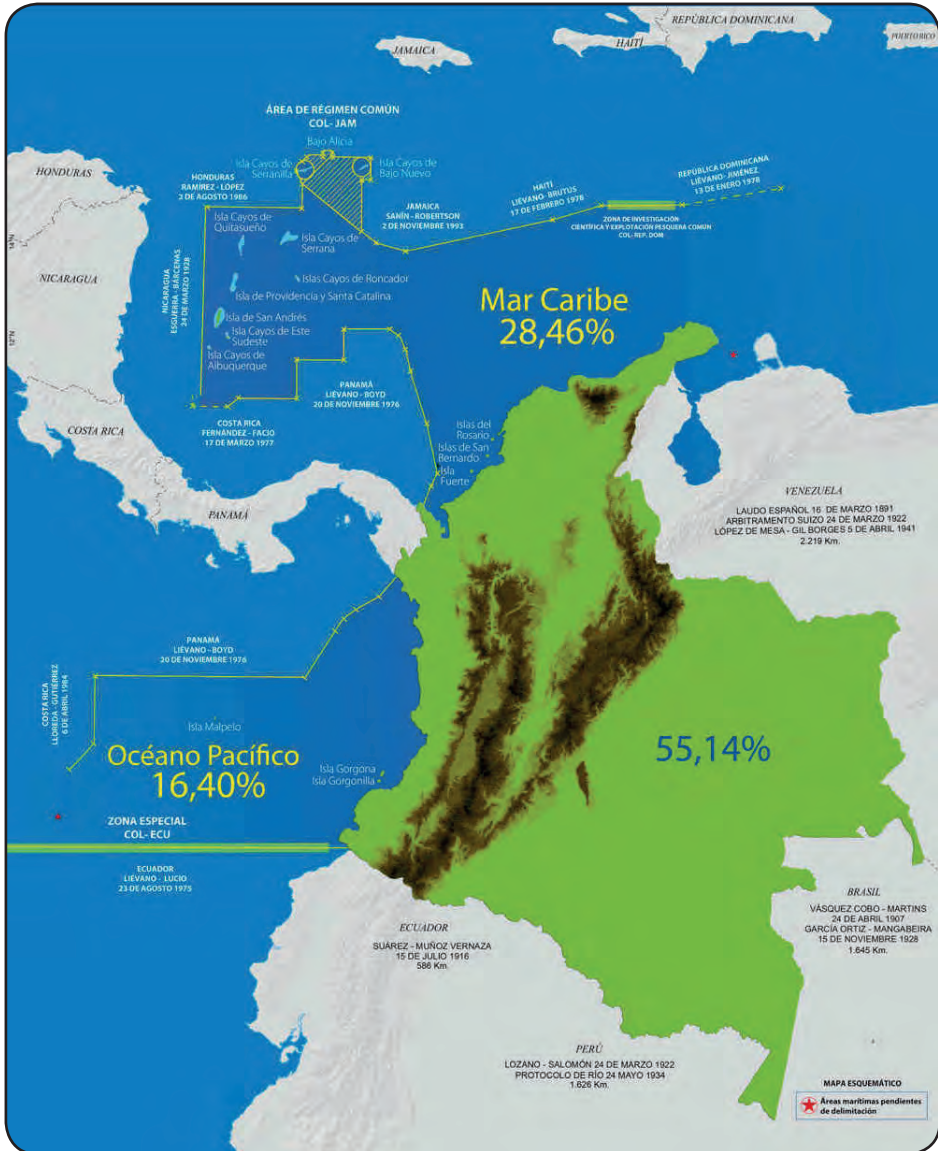 REPÚBLICA DOMINICANA
PUERTO RICO
HAITÍ
JAMAICA
ÁREA DE RÉGIMEN COMÚN
COL- JAM
Bajo Alicia
Isla Cayos de
Serranilla
Isla Cayos de
Bajo Nuevo
HONDURAS
HONDURAS
RAMÍREZ - LÓPEZ
2 DE AGOSTO 1986
REPÚBLICA DOMINICANA
LIÉVANO- JIMÉNEZ
13 DE ENERO 1978
HAITÍ
LIÉVANO- BRUTUS
17 DE FEBRERO 1978
JAMAICA
SANÍN - ROBERTSON
2 DE NOVIEMBRE 1993
ZONA DE INVESTIGACIÓN
CIENTÍFICA Y EXPLOTACIÓN PESQUERA COMÚN
COL- REP. DOM
Isla Cayos de
Quitasueño
Isla Cayos de
Serrana
14°N
NICARAGUA
NICARAGUA
ESGUERRA - BÁRCENAS
24 DE MARZO 1928
Islas Cayos de Roncador
Isla de Providencia y Santa Catalina
Isla de San Andrés
Isla Cayos de Este
Sudeste
Isla Cayos de
Albuquerque
12°N
Mar Caribe
28,46%
PANAMÁ
LIÉVANO - BOYD
20 DE NOVIEMBRE 1976
COSTA RICA
FERNÁNDEZ - FACIO
17 DE MARZO 1977
COSTA RICA
Islas del
Rosario
Islas de San
Bernardo
Isla
Fuerte
PANAMÁ
VENEZUELA
LAUDO ESPAÑOL 16 DE MARZO 1891
ARBITRAMENTO SUIZO 24 DE MARZO 1922
LÓPEZ DE MESA - GIL BORGES 5 DE ABRIL 1941
2.219 Km.
PANAMÁ
LIÉVANO - BOYD
20 DE NOVIEMBRE 1976
COSTA RICA
LLOREDA - GUTIÉRREZ
6 DE ABRIL 1984
Isla Malpelo
Océano Pacífico
16,40%
Isla Gorgona
Isla Gorgonilla
55,14%
ZONA ESPECIAL
COL- ECU
ECUADOR
LIÉVANO - LUCIO
23 DE AGOSTO 1975
ECUADOR
SUÁREZ - MUÑOZ VERNAZA
15 DE JULIO 1916
586 Km.
BRASIL
VÁSQUEZ COBO - MARTINS
24 DE ABRIL 1907
GARCÍA ORTIZ - MANGABEIRA
15 DE NOVIEMBRE 1928
1.645 Km.
PERÚ
LOZANO - SALOMÓN 24 DE MARZO 1922
PROTOCOLO DE RÍO 24 MAYO 1934
1.626 Km.
MAPA ESQUEMÁTICO
Áreas marítimas pendientes
de delimitación